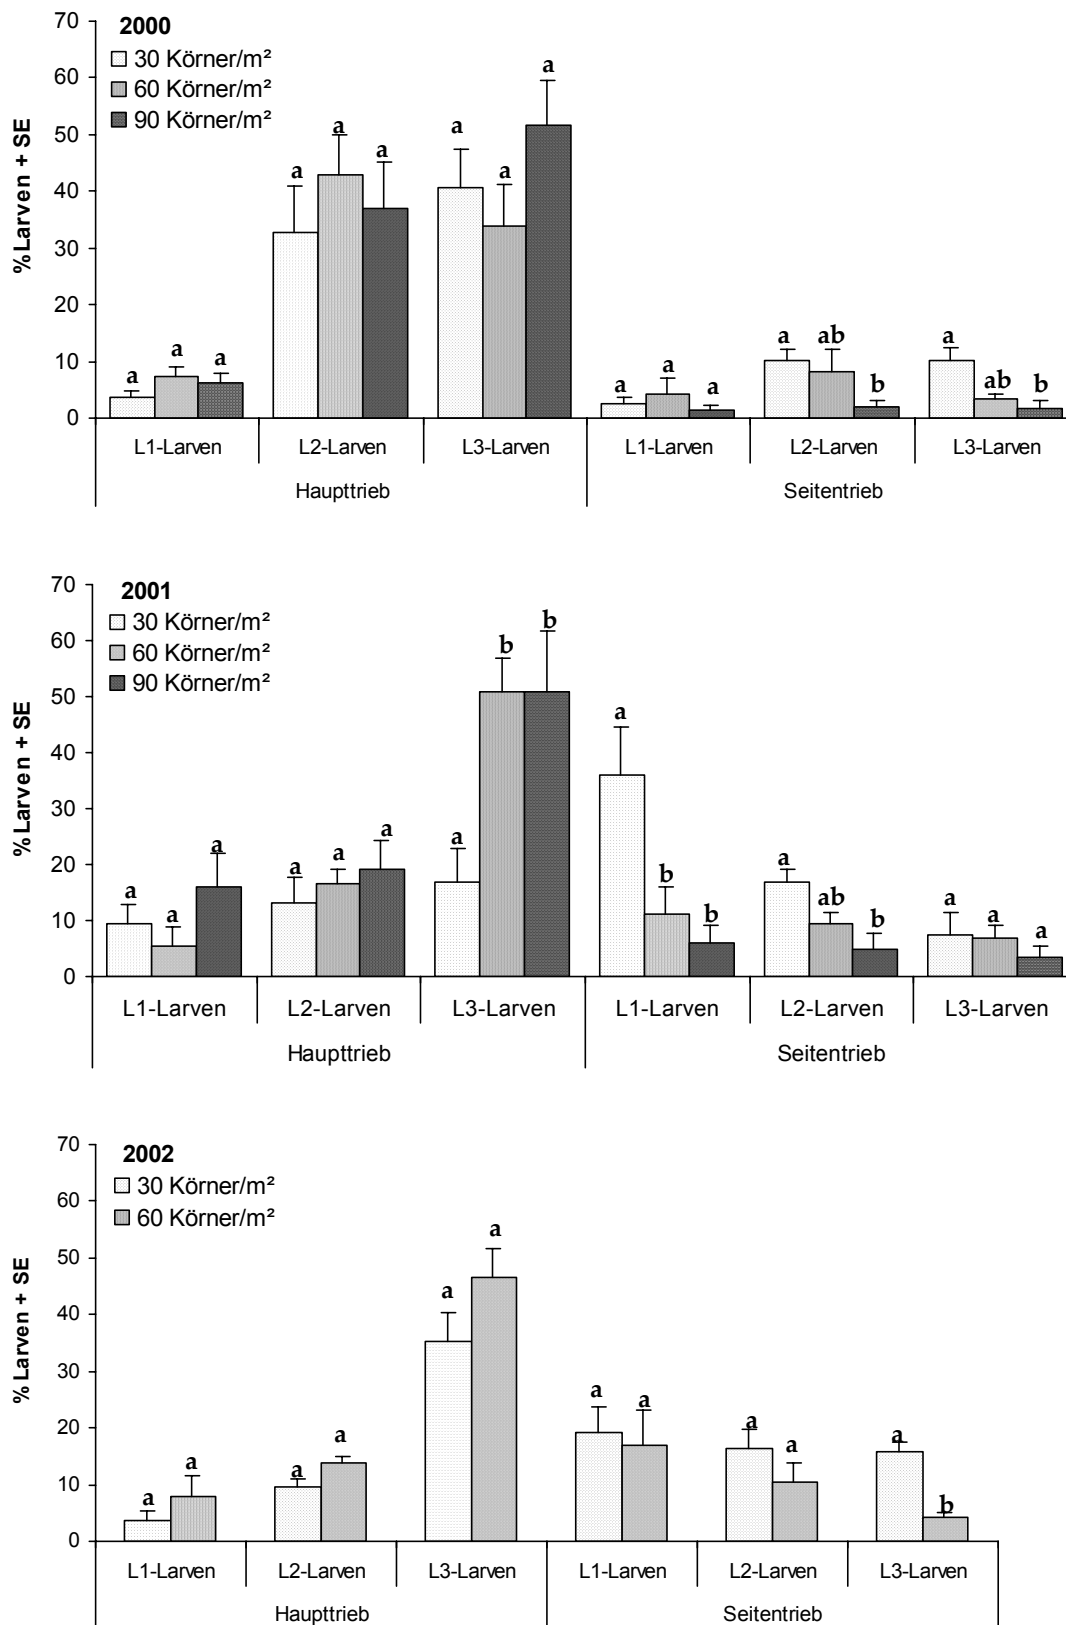 2000
30 Körner/m²
60 Körner/m²
90 Körner/m²
% Larven + SE
70
60
50
40
30
20
10
0
a a a a a a a a a a a a a ab b a ab b
L1-Larven L2-Larven L3-Larven L1-Larven L2-Larven L3-Larven
Haupttrieb Seitentrieb
2001
30 Körner/m²
60 Körner/m²
90 Körner/m²
% Larven + SE
70
60
50
40
30
20
10
0
a a a a a a a b b a b b a ab b a a a
L1-Larven L2-Larven L3-Larven L1-Larven L2-Larven L3-Larven
Haupttrieb Seitentrieb
2002
30 Körner/m²
60 Körner/m²
% Larven + SE
70
60
50
40
30
20
10
0
a a a a a a a a a a a b
L1-Larven L2-Larven L3-Larven L1-Larven L2-Larven L3-Larven
Haupttrieb Seitentrieb